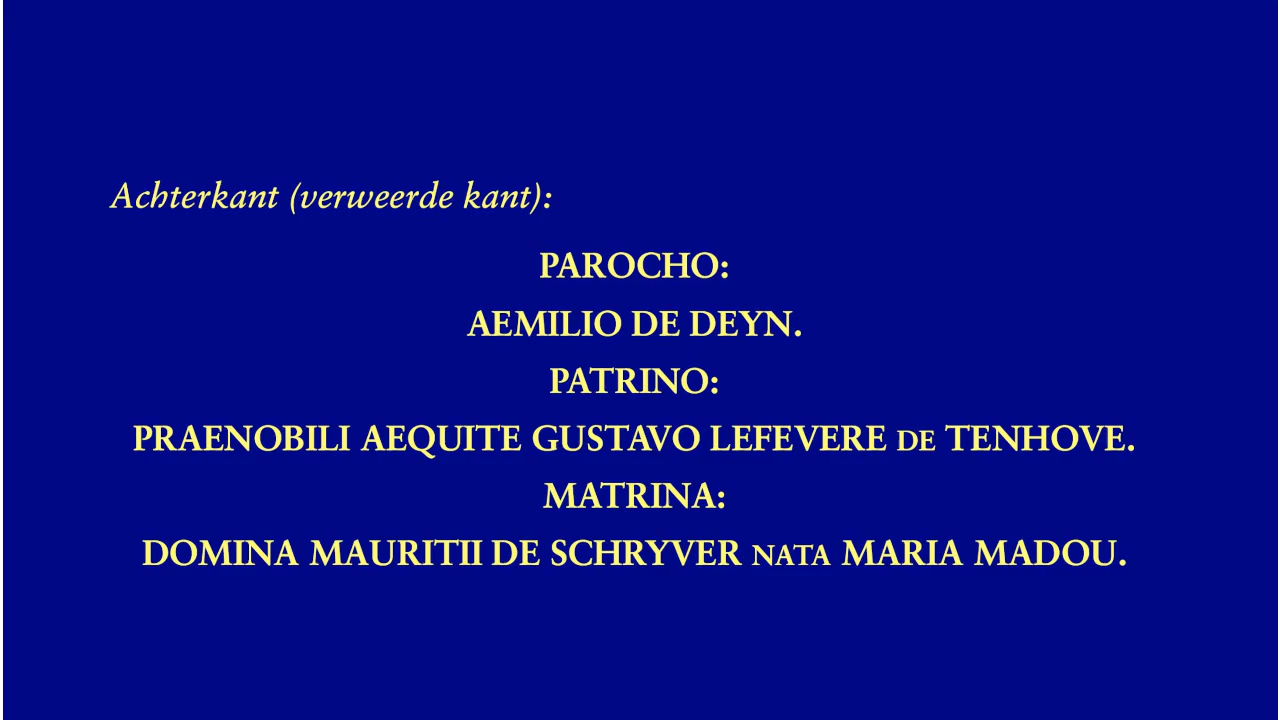 Achterkant (verweerde kant):
PAROCHO:
AEMILIO DE DEYN.
PATRINO:
PRAENOBILI AEQUITE GUSTAVO LEFEVERE DE TENHOVE.
MATRINA:
DOMINA MAURITII DE SCHRYVER NATA MARIA MADOU.